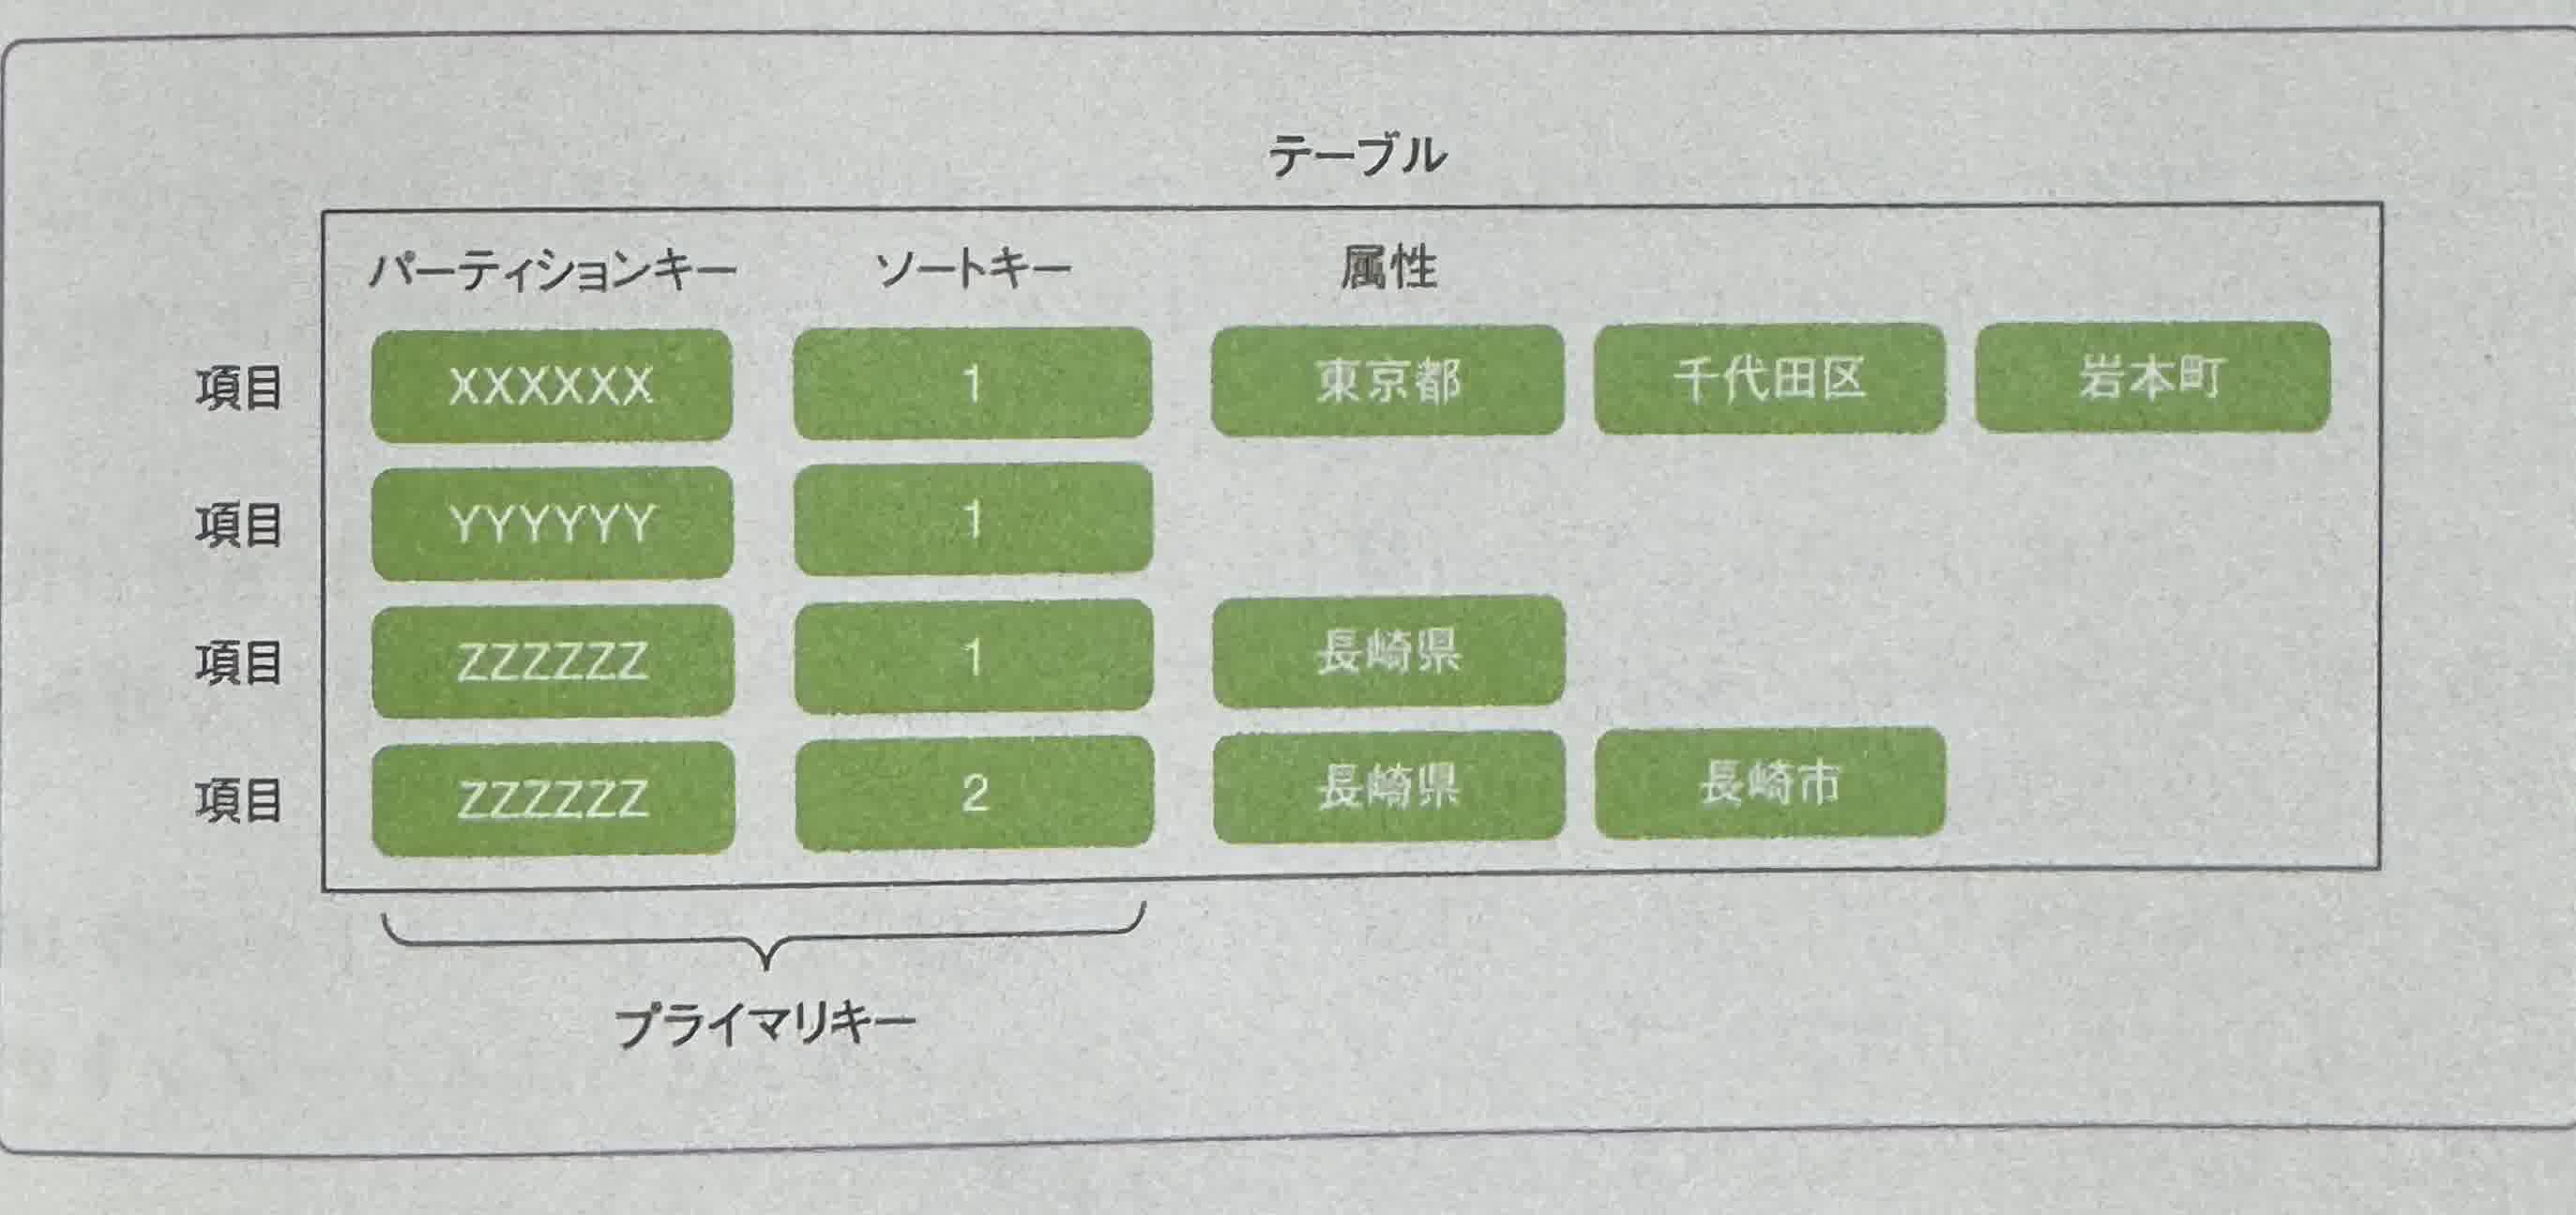 テーブル
パーティションキー ソートキー 属性
項目 XXXXXX 1 東京都 千代田区 岩本町
項目 YYYYYY 1
項目 ZZZZZZ 1 長崎県
項目 ZZZZZZ 2 長崎県 長崎市
プライマリキー